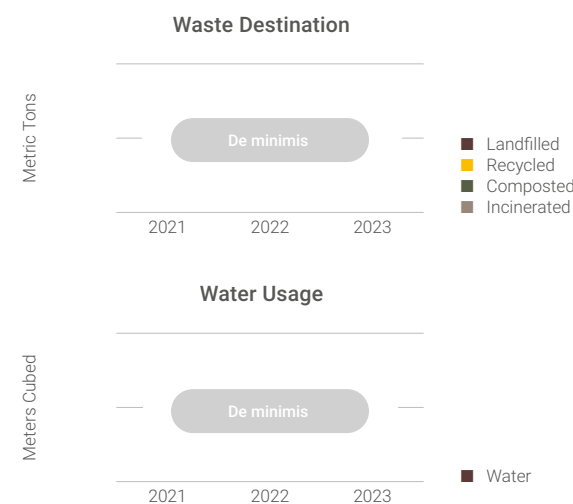 Waste Destination
Metric Tons
De minimis
Landfilled
Recycled
Composted
Incinerated
2021 2022 2023
Water Usage
Meters Cubed
De minimis
Water
2021 2022 2023